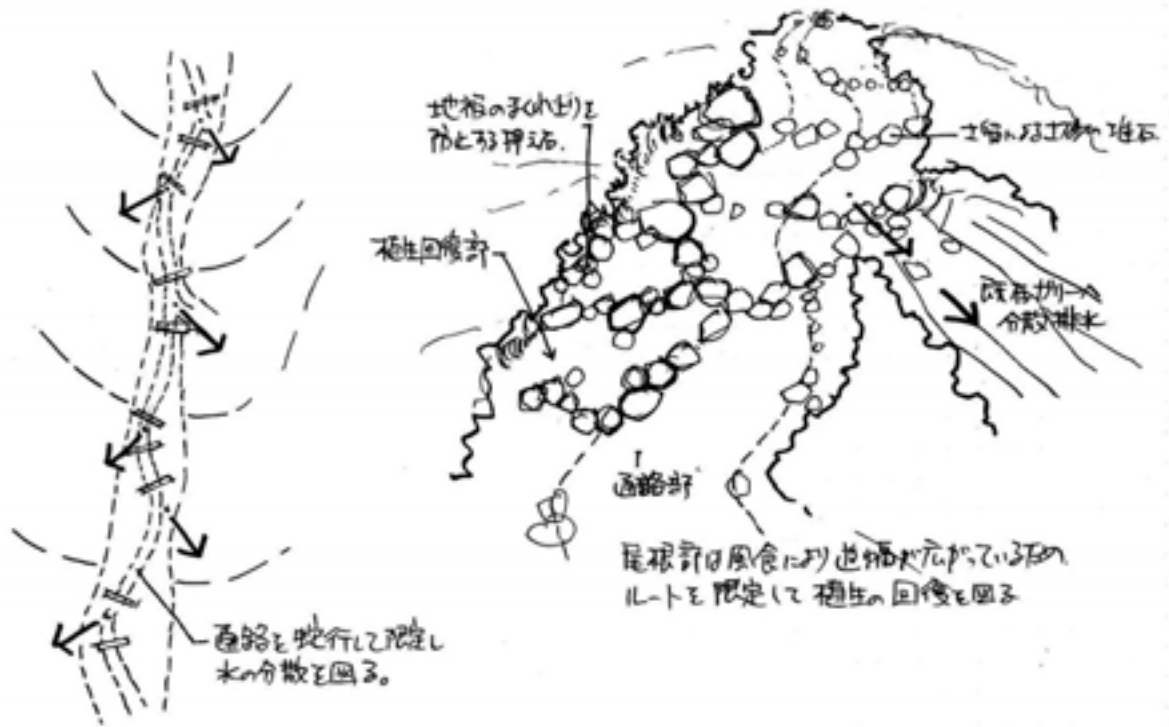 地被のまくれ上りを
防止する押え石.
土留による土砂の堆石
植生回復部
既存ガリーへ
分散排水
通路部
尾根部は風食により道幅が広がっているため
ルートを限定して植生の回復を図る
通路を蛇行して限定し
水の分散を図る。